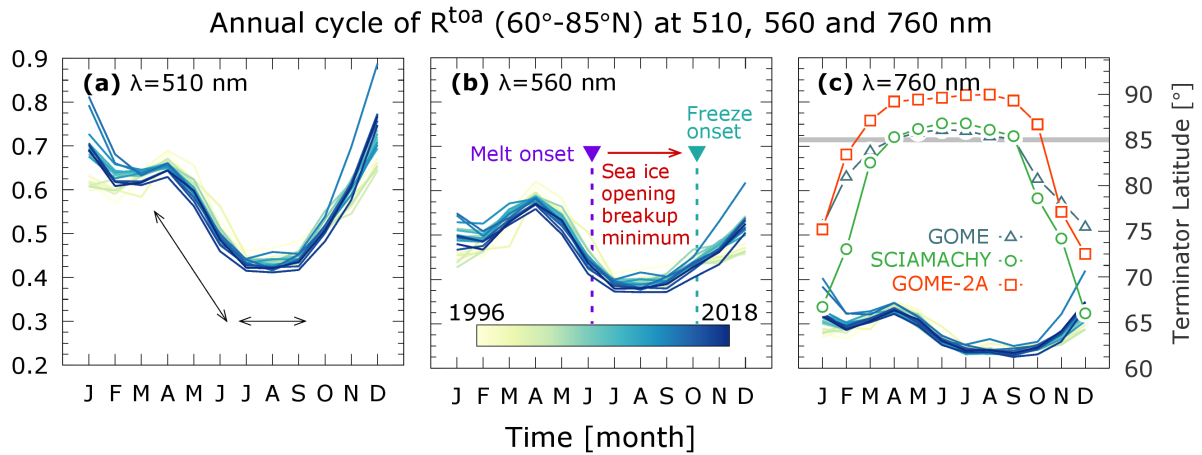 Annual cycle of Rtoa (60°-85°N) at 510, 560 and 760 nm
0.9
0.8
0.7
0.6
0.5
0.4
0.3
0.2
(a) λ=510 nm
J F M A M J J A S O N D
(b) λ=560 nm
Melt onset
Freeze
onset
Sea ice
opening
breakup
minimum
1996
2018
J F M A M J J A S O N D
(c) λ=760 nm
GOME
SCIAMACHY
GOME-2A
J F M A M J J A S O N D
90
85
80
75
70
65
60
Terminator Latitude [°]
Time [month]